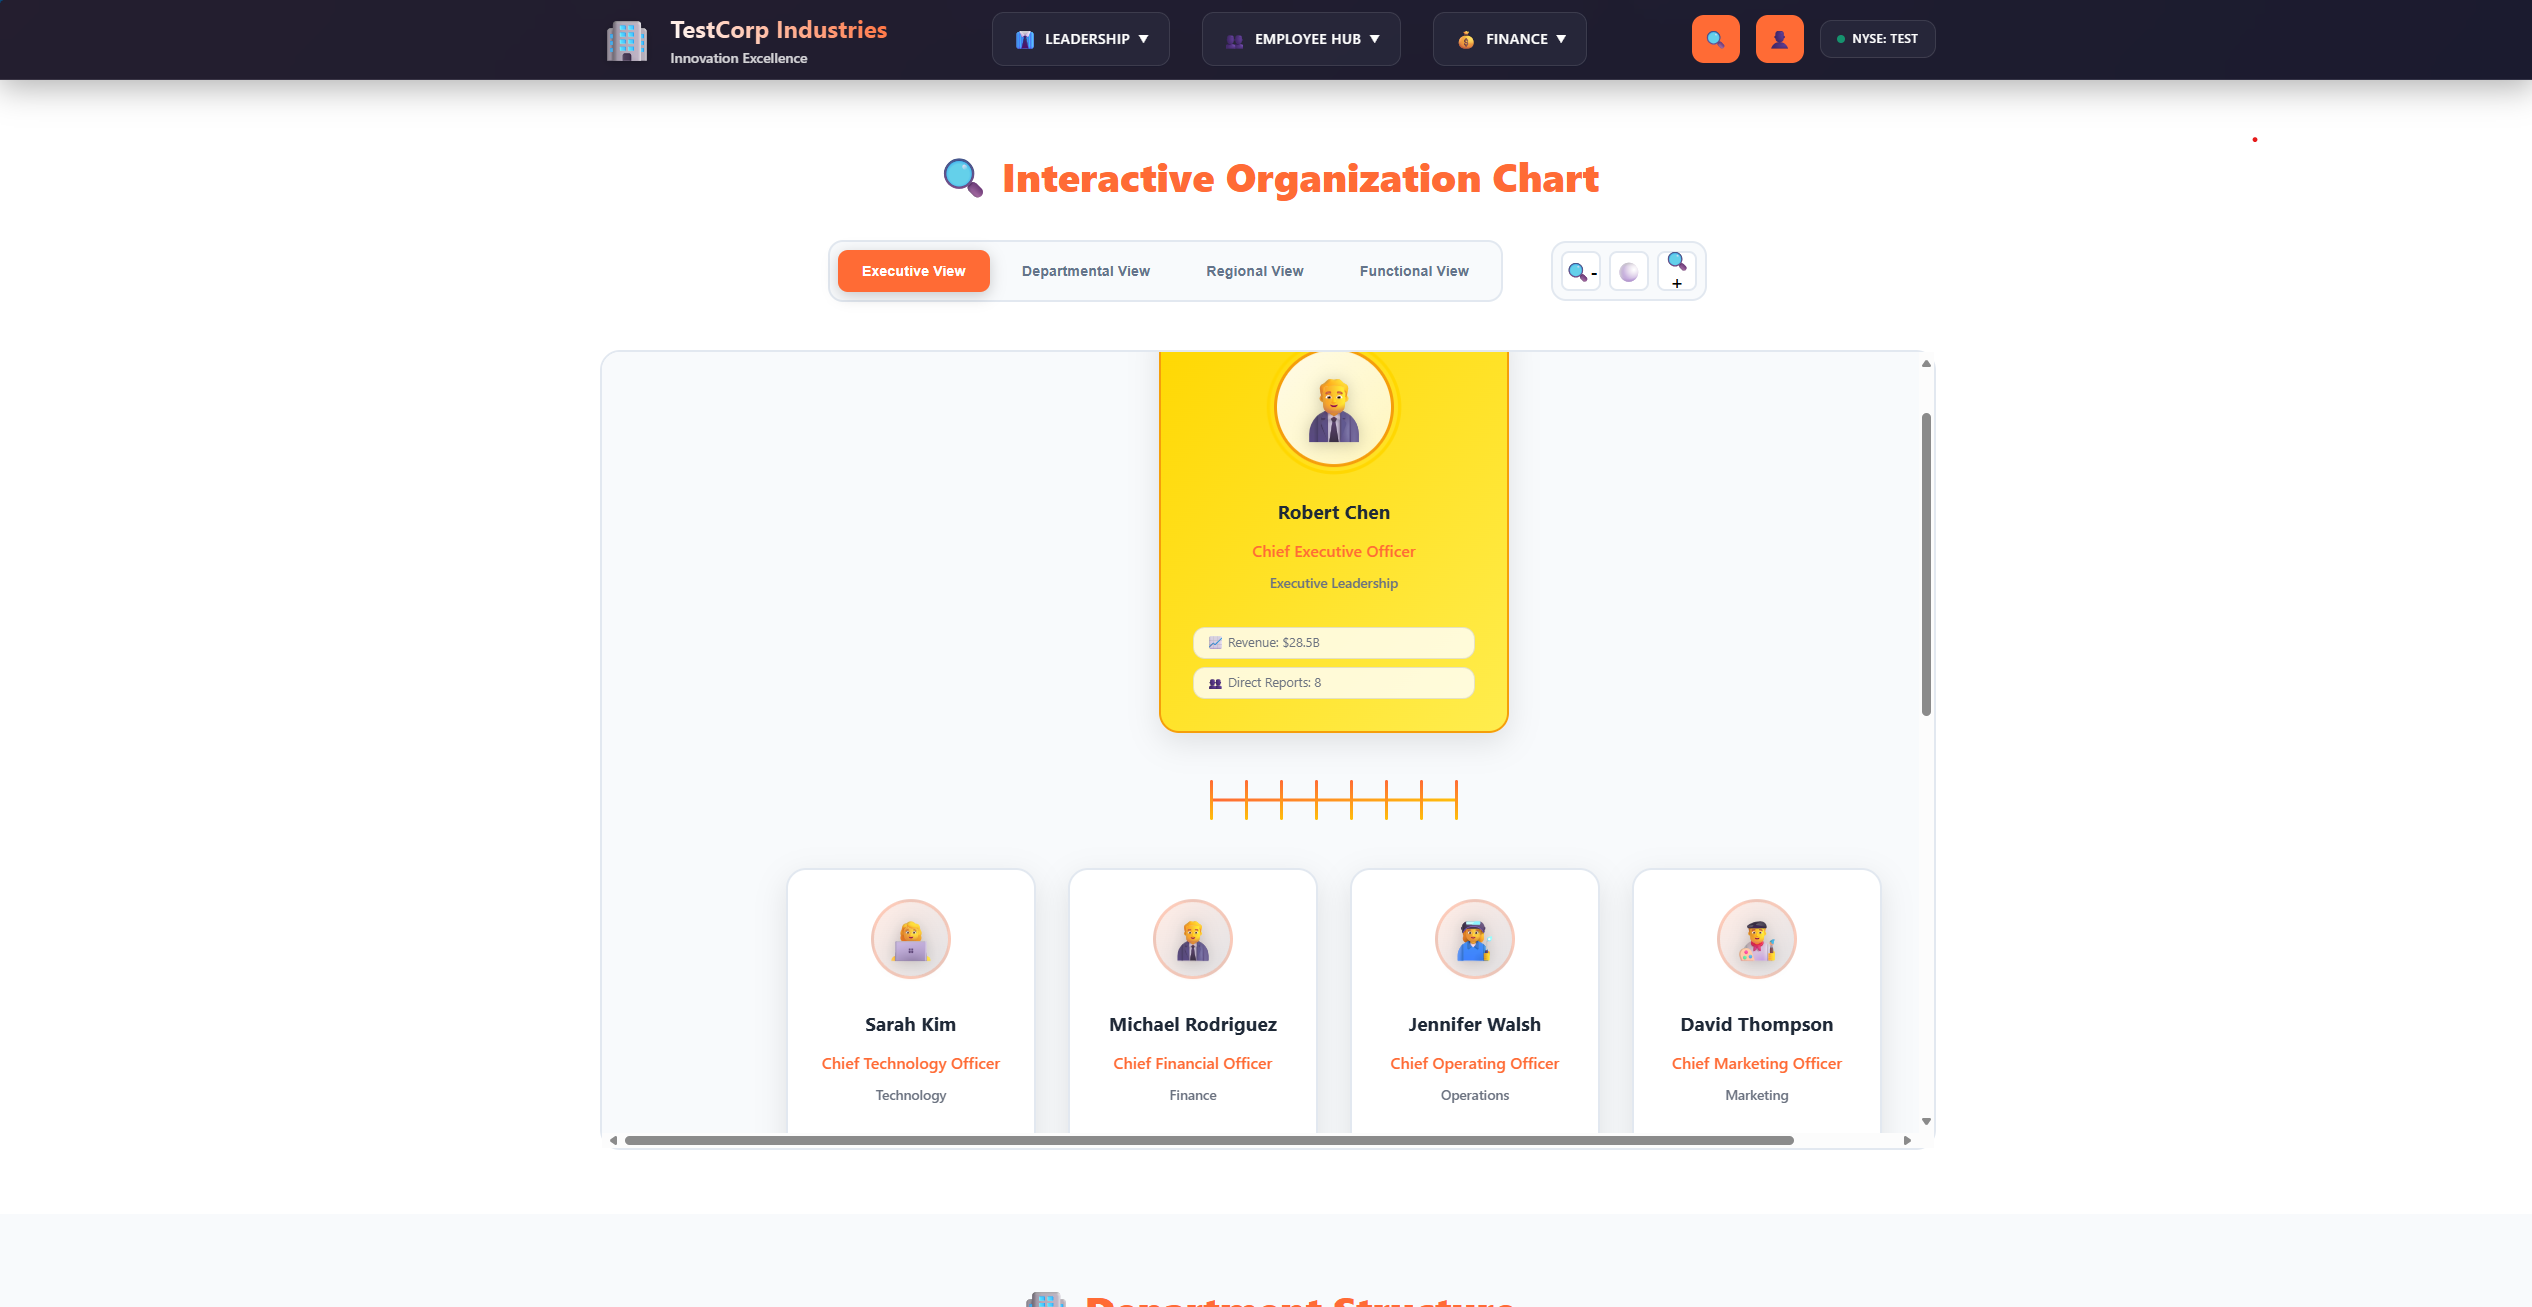 TestCorp Industries
Innovation Excellence
LEADERSHIP ▼
EMPLOYEE HUB ▼
FINANCE ▼
NYSE: TEST
Interactive Organization Chart
Executive View
Departmental View
Regional View
Functional View
-
+
Robert Chen
Chief Executive Officer
Executive Leadership
Revenue: $28.5B
Direct Reports: 8
Sarah Kim
Chief Technology Officer
Technology
Michael Rodriguez
Chief Financial Officer
Finance
Jennifer Walsh
Chief Operating Officer
Operations
David Thompson
Chief Marketing Officer
Marketing
Department Structure